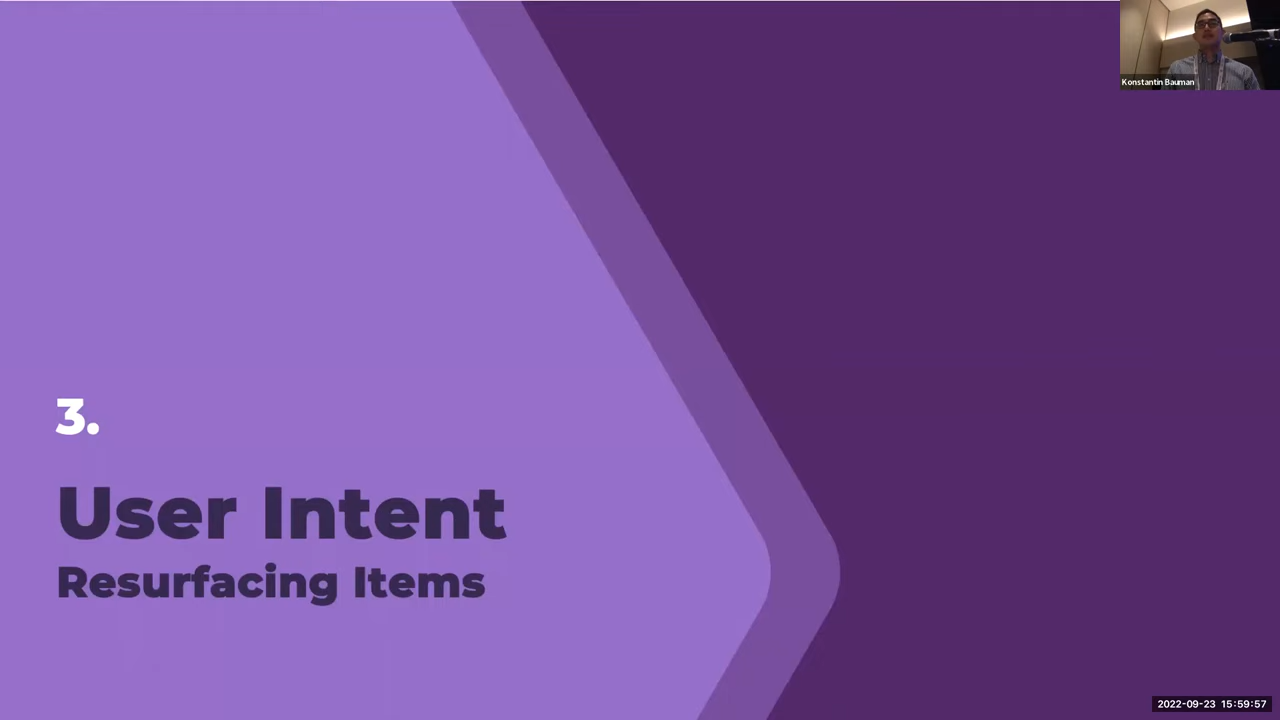 Konstantin Bauman
3.
User Intent
Resurfacing Items
2022-09-23 15:59:57